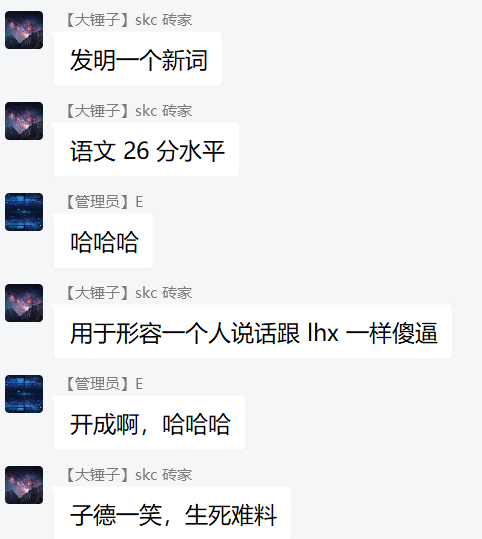 【大锤子】skc 砖家
发明一个新词
【大锤子】skc 砖家
语文 26 分水平
【管理员】E
哈哈哈
【大锤子】skc 砖家
用于形容一个人说话跟 lhx 一样傻逼
【管理员】E
开成啊，哈哈哈
【大锤子】skc 砖家
子德一笑，生死难料